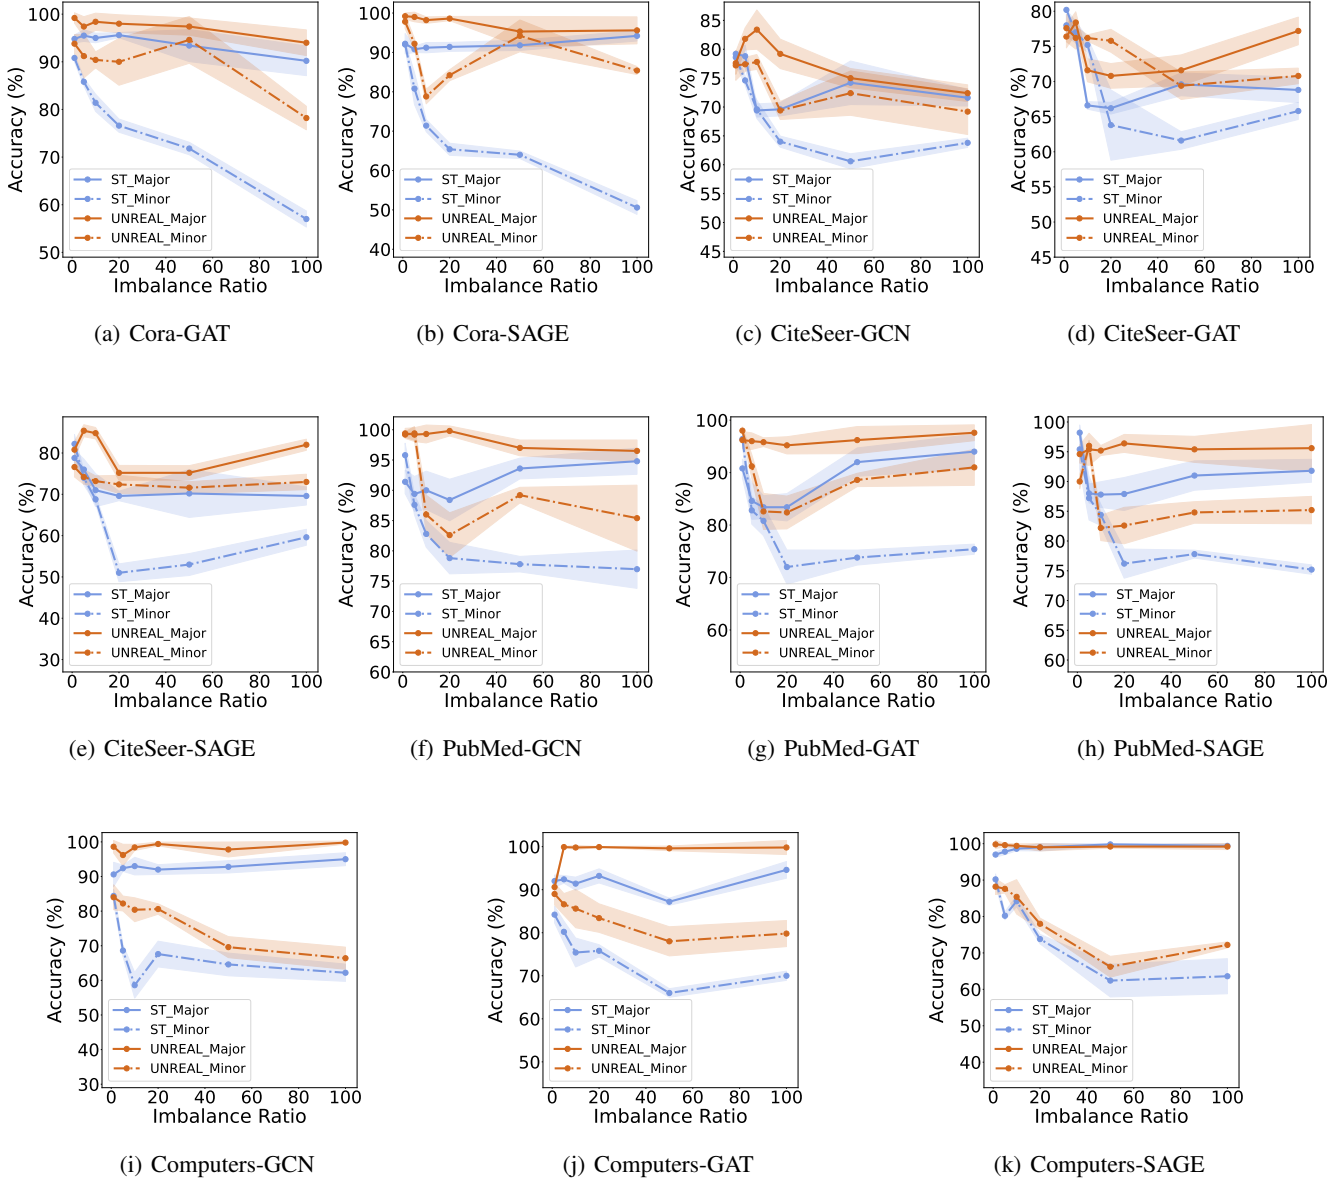 Accuracy (%)
100
90
80
70
60
50
ST_Major
ST_Minor
UNREAL_Major
UNREAL_Minor
0 20 40 60 80 100
Imbalance Ratio
(a) Cora-GAT
Accuracy (%)
100
90
80
70
60
50
40
ST_Major
ST_Minor
UNREAL_Major
UNREAL_Minor
0 20 40 60 80 100
Imbalance Ratio
(b) Cora-SAGE
Accuracy (%)
85
80
75
70
65
60
55
50
45
ST_Major
ST_Minor
UNREAL_Major
UNREAL_Minor
0 20 40 60 80 100
Imbalance Ratio
(c) CiteSeer-GCN
Accuracy (%)
80
75
70
65
60
55
50
45
ST_Major
ST_Minor
UNREAL_Major
UNREAL_Minor
0 20 40 60 80 100
Imbalance Ratio
(d) CiteSeer-GAT
Accuracy (%)
80
70
60
50
40
30
ST_Major
ST_Minor
UNREAL_Major
UNREAL_Minor
0 20 40 60 80 100
Imbalance Ratio
(e) CiteSeer-SAGE
Accuracy (%)
100
95
90
85
80
75
70
65
60
ST_Major
ST_Minor
UNREAL_Major
UNREAL_Minor
0 20 40 60 80 100
Imbalance Ratio
(f) PubMed-GCN
Accuracy (%)
100
90
80
70
60
ST_Major
ST_Minor
UNREAL_Major
UNREAL_Minor
0 20 40 60 80 100
Imbalance Ratio
(g) PubMed-GAT
Accuracy (%)
100
95
90
85
80
75
70
65
60
ST_Major
ST_Minor
UNREAL_Major
UNREAL_Minor
0 20 40 60 80 100
Imbalance Ratio
(h) PubMed-SAGE
Accuracy (%)
100
90
80
70
60
50
40
30
ST_Major
ST_Minor
UNREAL_Major
UNREAL_Minor
0 20 40 60 80 100
Imbalance Ratio
(i) Computers-GCN
Accuracy (%)
100
90
80
70
60
50
ST_Major
ST_Minor
UNREAL_Major
UNREAL_Minor
0 20 40 60 80 100
Imbalance Ratio
(j) Computers-GAT
Accuracy (%)
100
90
80
70
60
50
40
ST_Major
ST_Minor
UNREAL_Major
UNREAL_Minor
0 20 40 60 80 100
Imbalance Ratio
(k) Computers-SAGE